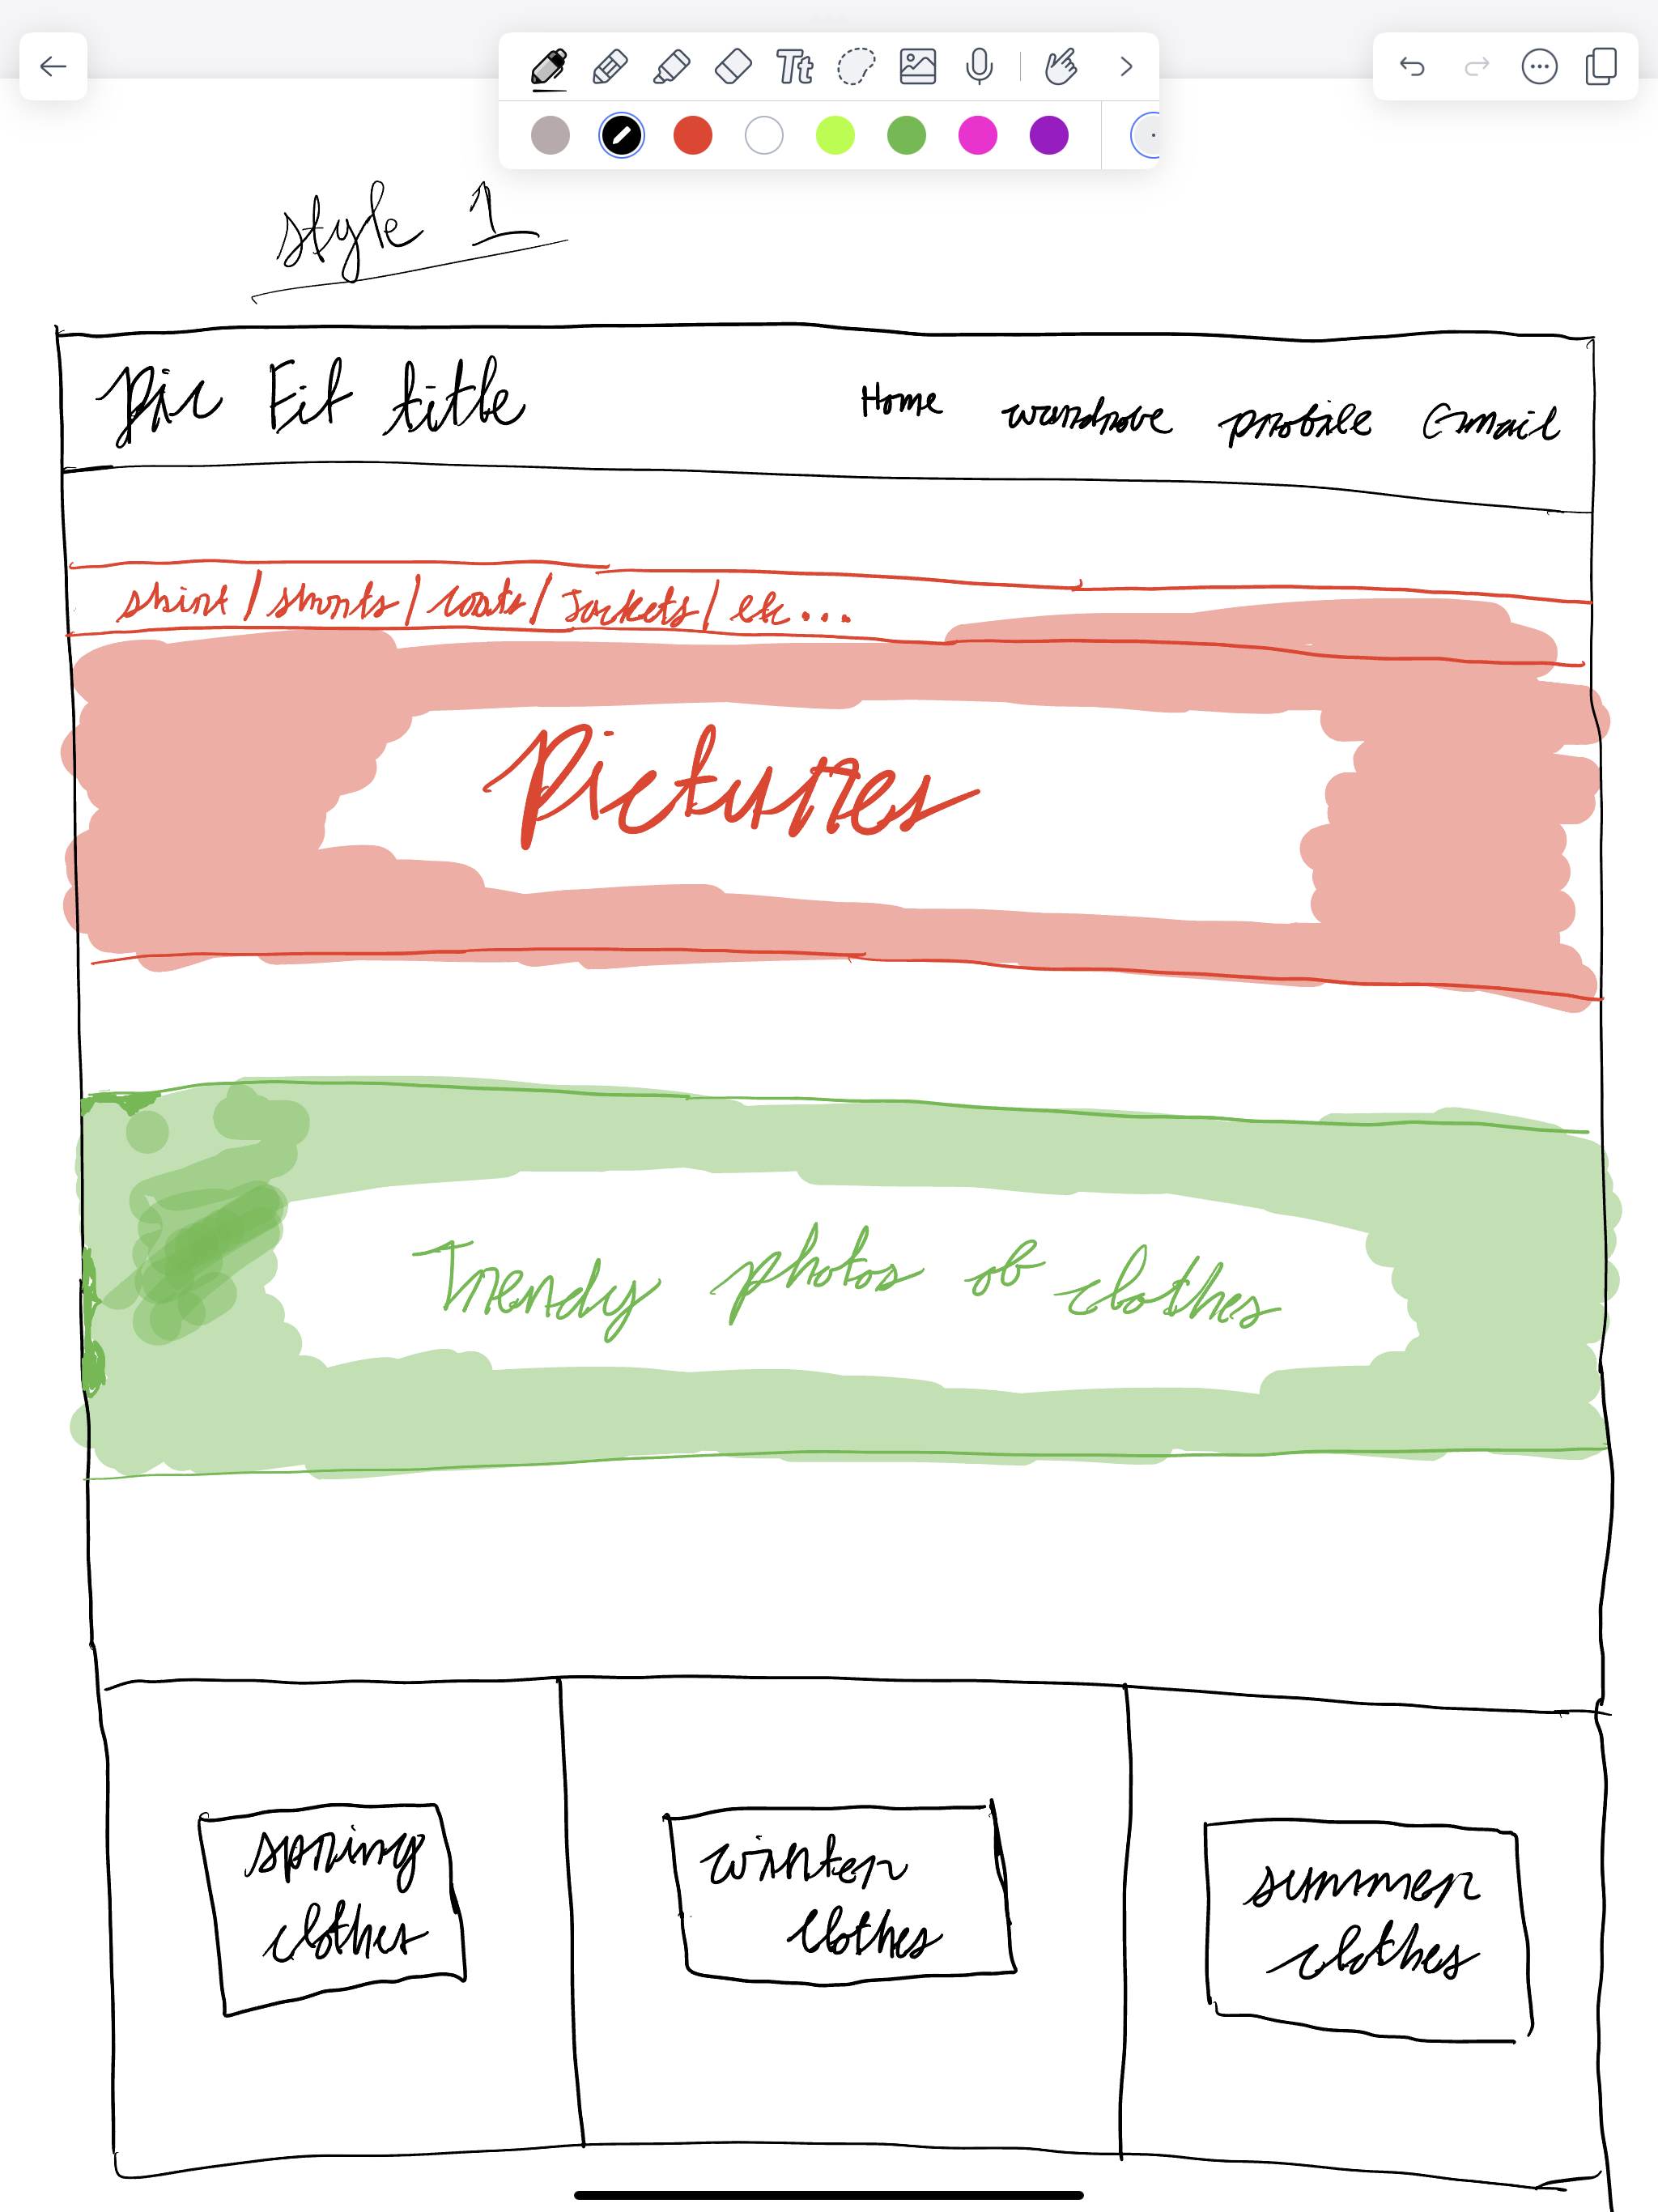 Tt
style 1
Pic Fit title
Home wardrobe profile Email
shirt / shorts / coats / Jackets / etc...
Pictures
Trendy photos of clothes
spring
clothes
winter
clothes
summer
clothes